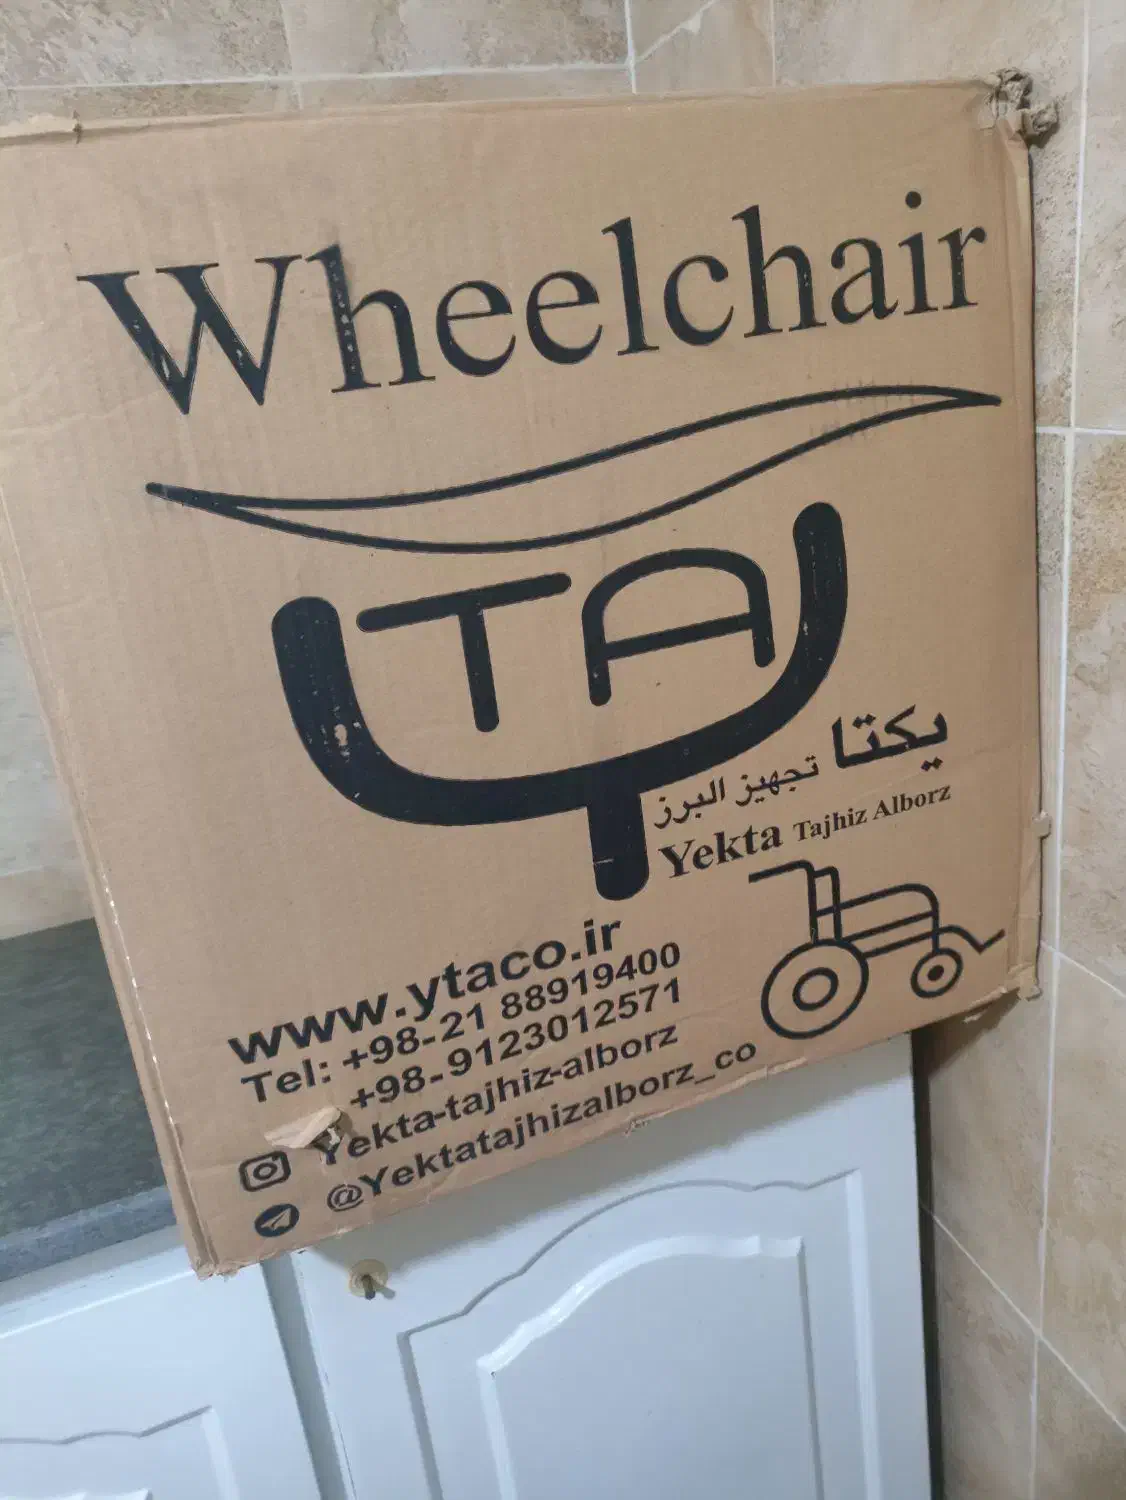 Wheelchair
YTA
یکتا تجهیز البرز
Yekta Tajhiz Alborz
www.ytaco.ir
Tel: +98-21 88919400
+98-9123012571
Yekta-tajhiz-alborz
@Yektatajhizalborz_co